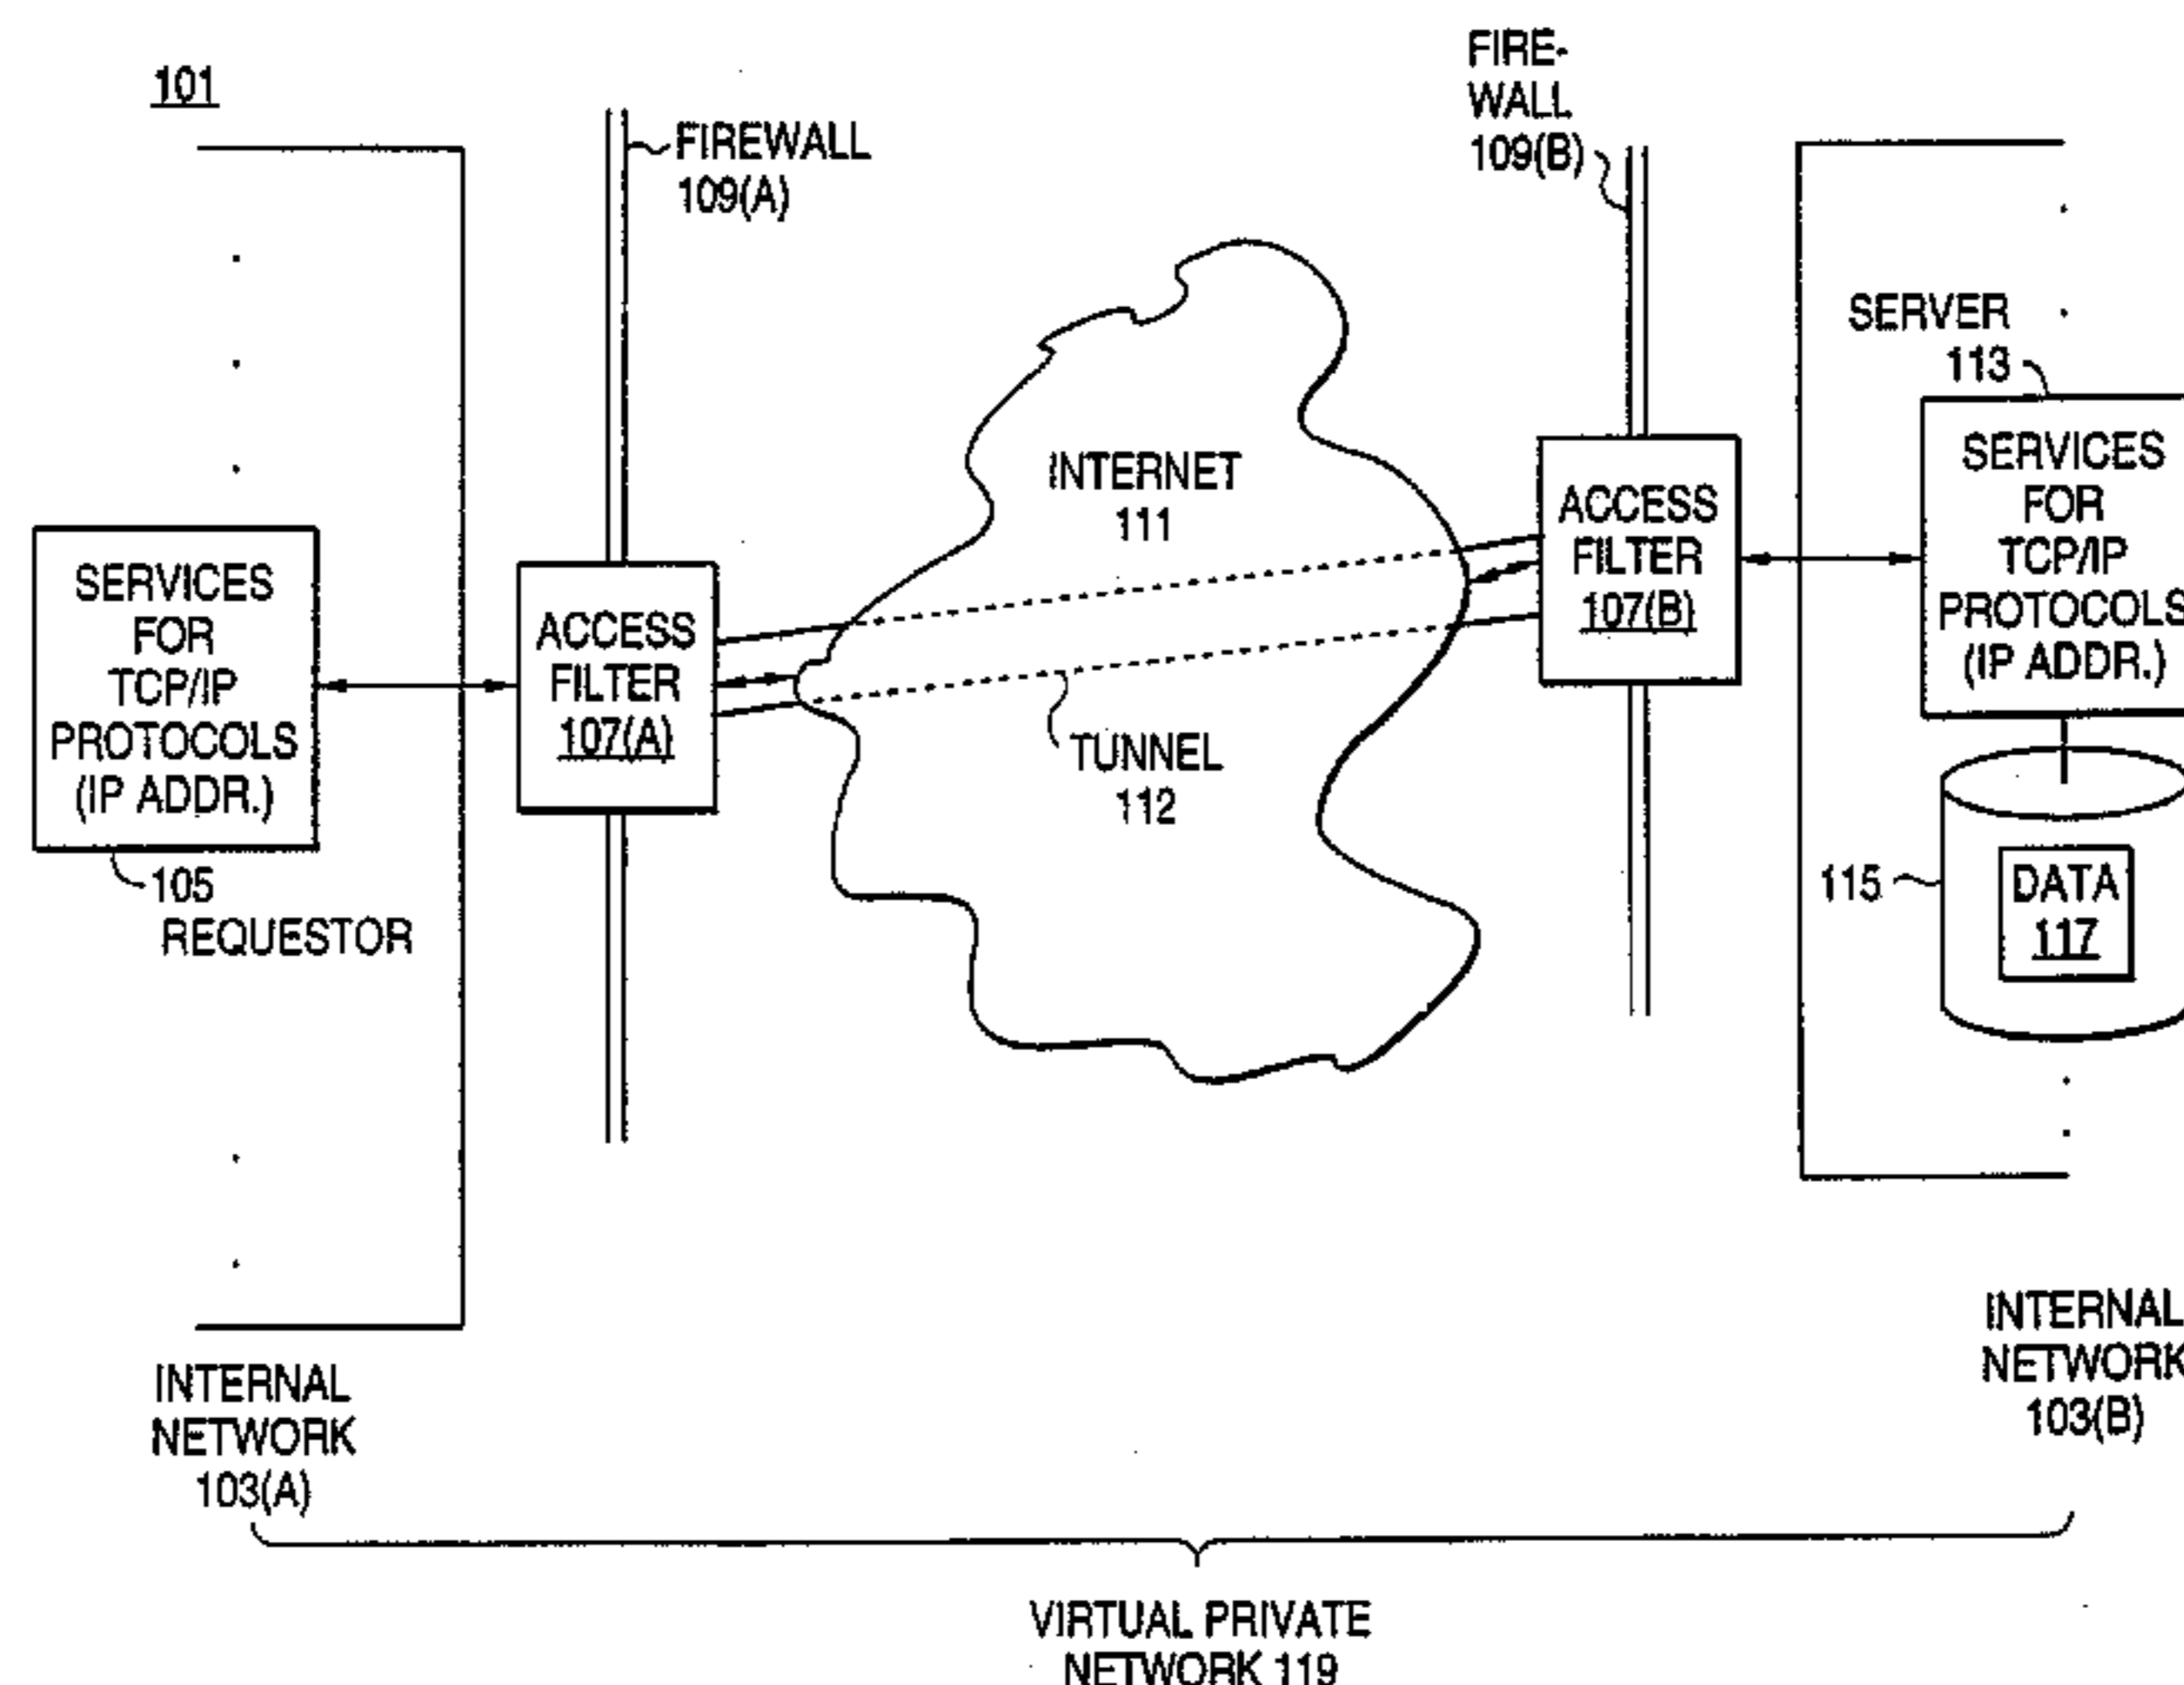 101
FIREWALL
109(A)
FIRE-
WALL
109(B)
SERVER
113
SERVICES
FOR
TCP/IP
PROTOCOLS
(IP ADDR.)
105
REQUESTOR
ACCESS
FILTER
107(A)
INTERNET
111
TUNNEL
112
ACCESS
FILTER
107(B)
SERVICES
FOR
TCP/IP
PROTOCOLS
(IP ADDR.)
115
DATA
117
INTERNAL
NETWORK
103(A)
INTERNAL
NETWORK
103(B)
VIRTUAL PRIVATE
NETWORK 119